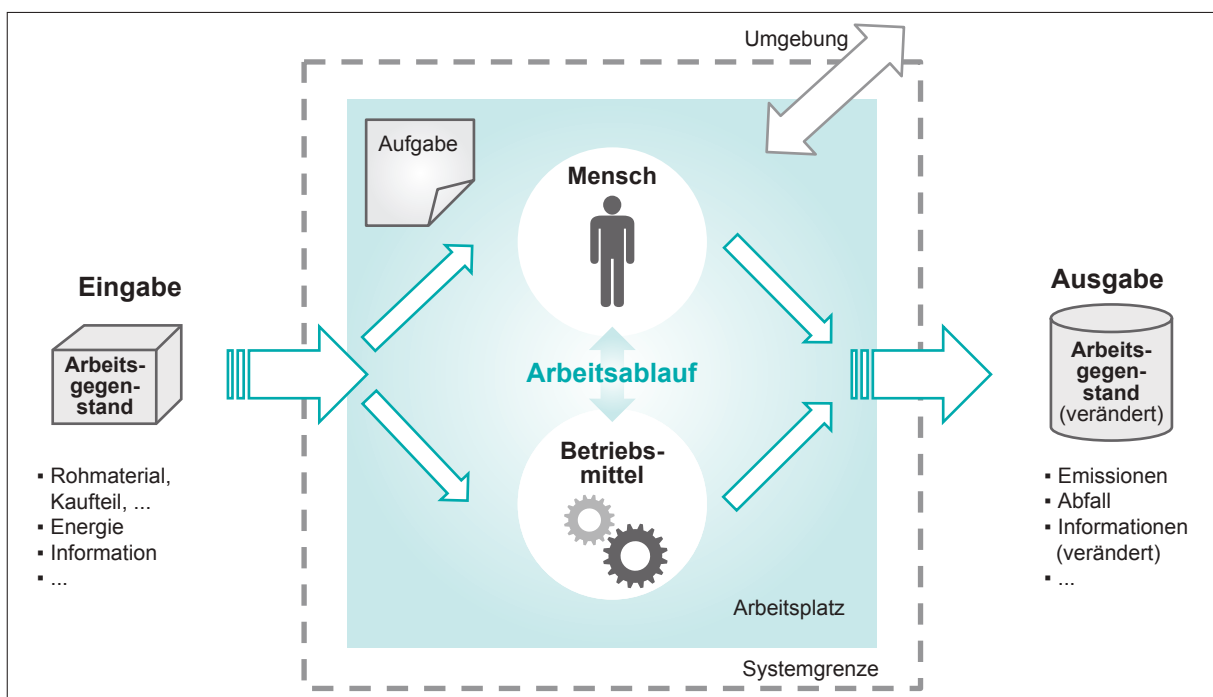 Umgebung
Aufgabe
Mensch
Eingabe
Arbeits-
gegen-
stand
▪ Rohmaterial,
Kaufteil, ...
▪ Energie
▪ Information
▪ ...
Arbeitsablauf
Betriebs-
mittel
Arbeitsplatz
Systemgrenze
Ausgabe
Arbeits-
gegen-
stand
(verändert)
▪ Emissionen
▪ Abfall
▪ Informationen
(verändert)
▪ ...